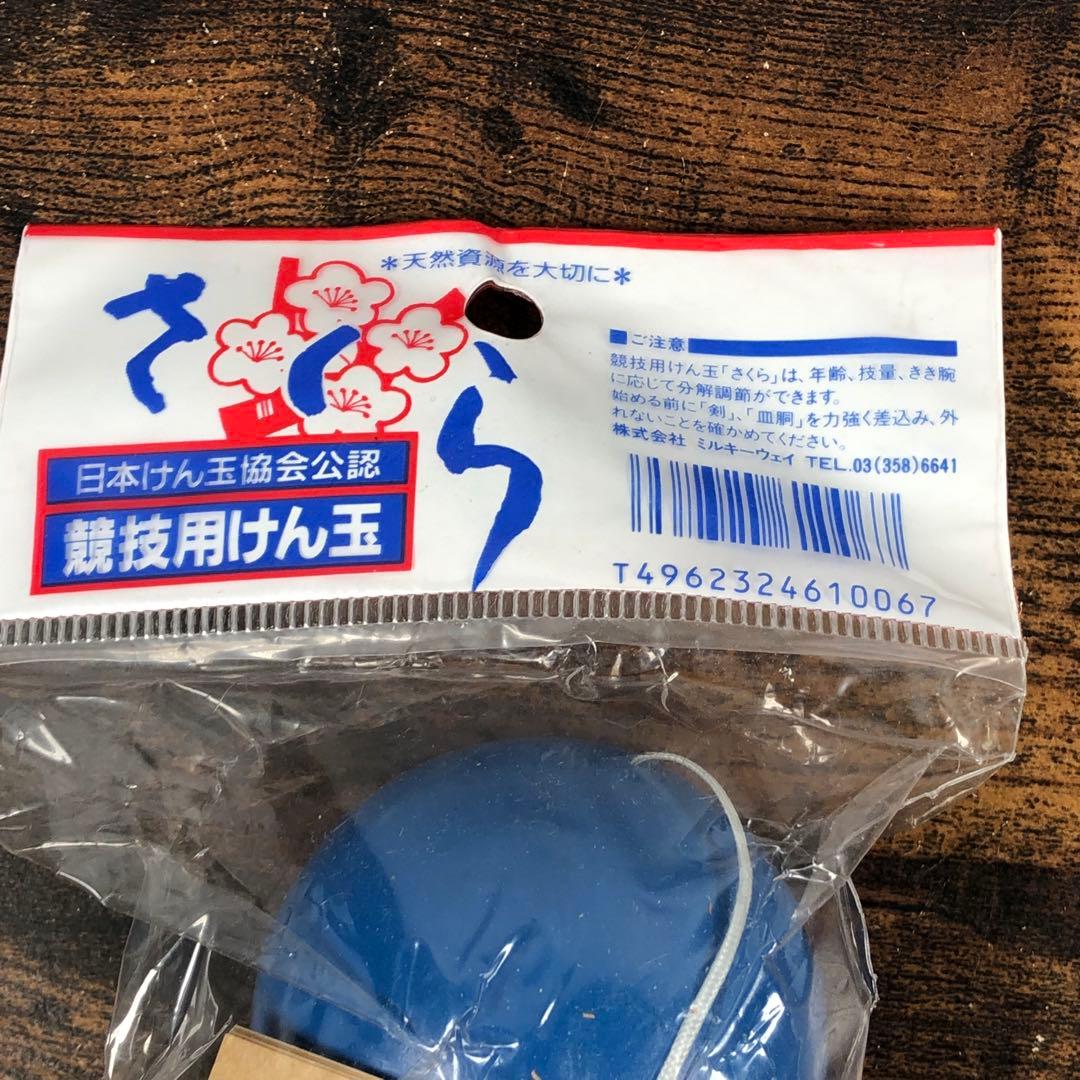 ＊天然資源を大切に＊
さくら
日本けん玉協会公認
競技用けん玉
■ご注意
競技用けん玉「さくら」は、年齢、技量、きき腕
に応じて分解調節ができます。
始める前に「剣」、「皿胴」を力強く差込み、外
れないことを確かめてください。
株式会社 ミルキーウェイ TEL.03(358)6641
T4962324610067